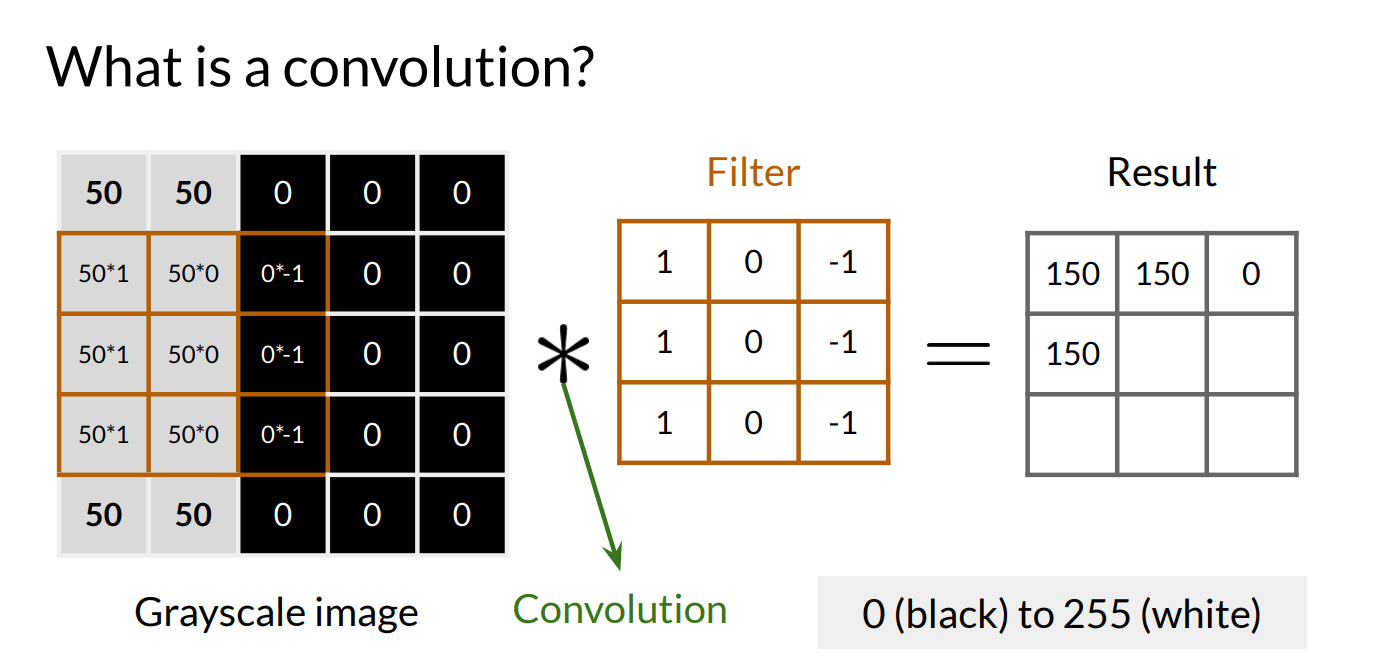 What is a convolution?
50 50 0 0 0
50*1 50*0 0*-1 0 0
50*1 50*0 0*-1 0 0
50*1 50*0 0*-1 0 0
50 50 0 0 0
Grayscale image
*
Convolution
Filter
1 0 -1
1 0 -1
1 0 -1
=
Result
150 150 0
150
0 (black) to 255 (white)